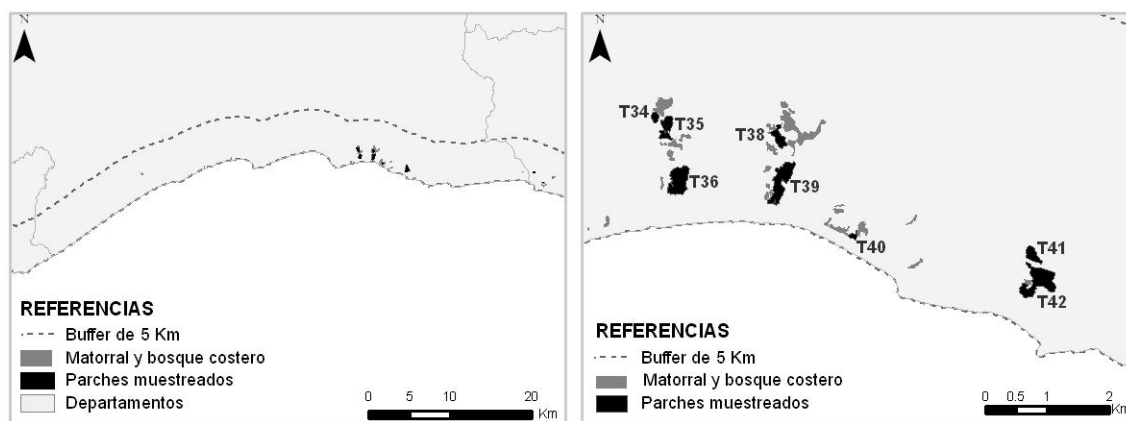 N
REFERENCIAS
Buffer de 5 Km
Matorral y bosque costero
Parches muestreados
Departamentos
0 5 10 20
Km
N
T34
T35
T38
T36
T39
T40
T41
T42
REFERENCIAS
Buffer de 5 Km
Matorral y bosque costero
Parches muestreados
0 0.5 1 2
Km